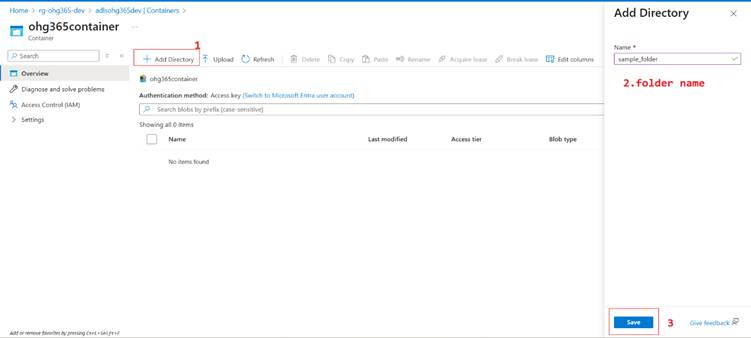 Home > rg-ohg365-dev > adlsohg365dev | Containers >
ohg365container ...
Container
Search
Overview
Diagnose and solve problems
Access Control (IAM)
Settings
Add or remove favorites by pressing Ctrl+Shift+F
1
Add Directory Upload Refresh Delete Copy Paste Rename Acquire lease Break lease Edit columns
ohg365container
Authentication method: Access key (Switch to Microsoft Entra user account)
Search blobs by prefix (case-sensitive)
Showing all 0 items
Name Last modified Access tier Blob type
No items found
Add Directory
Name *
sample_folder
2.folder name
Save 3 Give feedback